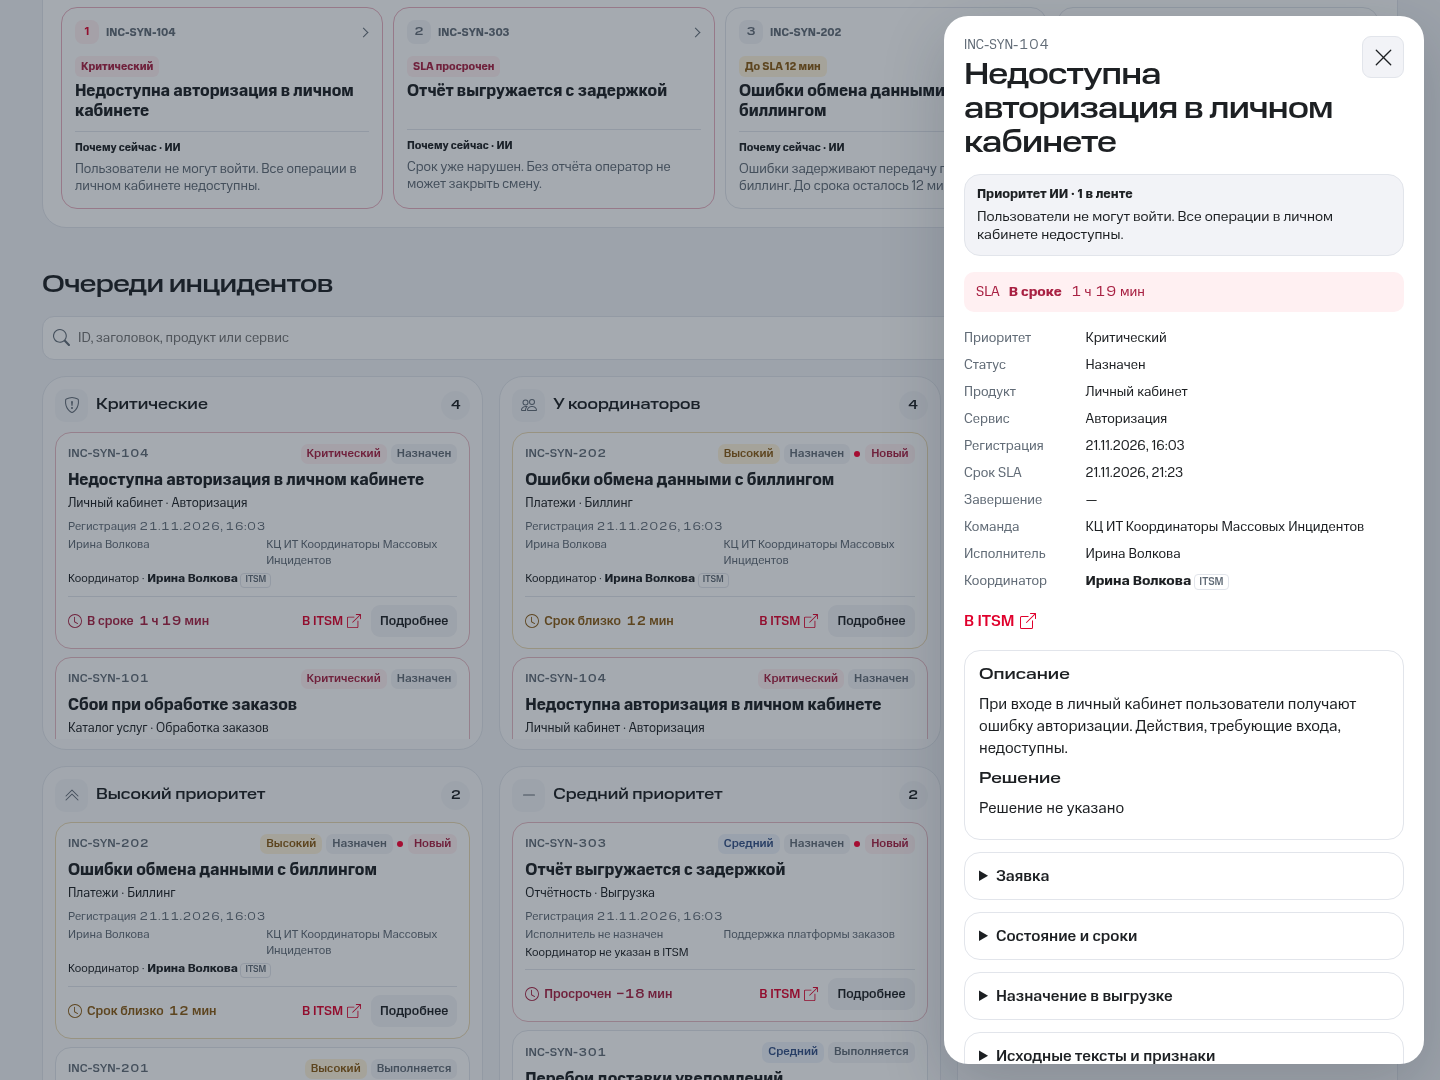 1 INC-SYN-104
Критический
Недоступна авторизация в личном
кабинете
Почему сейчас · ИИ
Пользователи не могут войти. Все операции в
личном кабинете недоступны.
2 INC-SYN-303
SLA просрочен
Отчёт выгружается с задержкой
Почему сейчас · ИИ
Срок уже нарушен. Без отчёта оператор не
может закрыть смену.
3 INC-SYN-202
До SLA 12 мин
Ошибки обмена данными
биллингом
Почему сейчас · ИИ
Ошибки задерживают передачу
биллинг. До срока осталось 12
Очереди инцидентов
ID, заголовок, продукт или сервис
Критические 4
INC-SYN-104 Критический Назначен
Недоступна авторизация в личном кабинете
Личный кабинет · Авторизация
Регистрация 21.11.2026, 16:03
Ирина Волкова КЦ ИТ Координаторы Массовых
Инцидентов
Координатор · Ирина Волкова ITSM
В сроке 1 ч 19 мин В ITSM Подробнее
INC-SYN-101 Критический Назначен
Сбои при обработке заказов
Каталог услуг · Обработка заказов
У координаторов 4
INC-SYN-202 Высокий Назначен Новый
Ошибки обмена данными с биллингом
Платежи · Биллинг
Регистрация 21.11.2026, 16:03
Ирина Волкова КЦ ИТ Координаторы Массовых
Инцидентов
Координатор · Ирина Волкова ITSM
Срок близко 12 мин В ITSM Подробнее
INC-SYN-104 Критический Назначен
Недоступна авторизация в личном кабинете
Личный кабинет · Авторизация
Высокий приоритет 2
INC-SYN-202 Высокий Назначен Новый
Ошибки обмена данными с биллингом
Платежи · Биллинг
Регистрация 21.11.2026, 16:03
Ирина Волкова КЦ ИТ Координаторы Массовых
Инцидентов
Координатор · Ирина Волкова ITSM
Срок близко 12 мин В ITSM Подробнее
INC-SYN-201 Высокий Выполняется
Средний приоритет 2
INC-SYN-303 Средний Назначен Новый
Отчёт выгружается с задержкой
Отчётность · Выгрузка
Регистрация 21.11.2026, 16:03
Исполнитель не назначен Поддержка платформы заказов
Координатор не указан в ITSM
Просрочен −18 мин В ITSM Подробнее
INC-SYN-301 Средний Выполняется
Перебои доставки уведомлений
INC-SYN-104
Недоступна
авторизация в личном
кабинете
Приоритет ИИ · 1 в ленте
Пользователи не могут войти. Все операции в личном
кабинете недоступны.
SLA В сроке 1 ч 19 мин
Приоритет Критический
Статус Назначен
Продукт Личный кабинет
Сервис Авторизация
Регистрация 21.11.2026, 16:03
Срок SLA 21.11.2026, 21:23
Завершение —
Команда КЦ ИТ Координаторы Массовых Инцидентов
Исполнитель Ирина Волкова
Координатор Ирина Волкова ITSM
В ITSM
Описание
При входе в личный кабинет пользователи получают
ошибку авторизации. Действия, требующие входа,
недоступны.
Решение
Решение не указано
Заявка
Состояние и сроки
Назначение в выгрузке
Исходные тексты и признаки